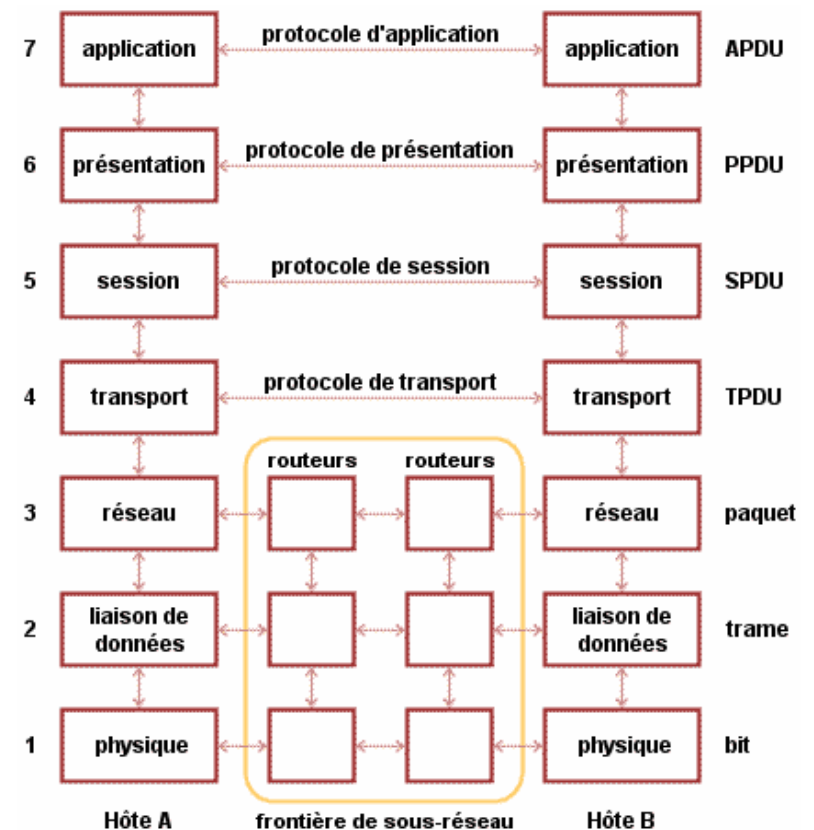 7 application protocole d'application application APDU
6 présentation protocole de présentation présentation PPDU
5 session protocole de session session SPDU
4 transport protocole de transport transport TPDU
routeurs routeurs
3 réseau réseau paquet
liaison de liaison de
2 données données trame
1 physique physique bit
Hôte A frontière de sous-réseau Hôte B